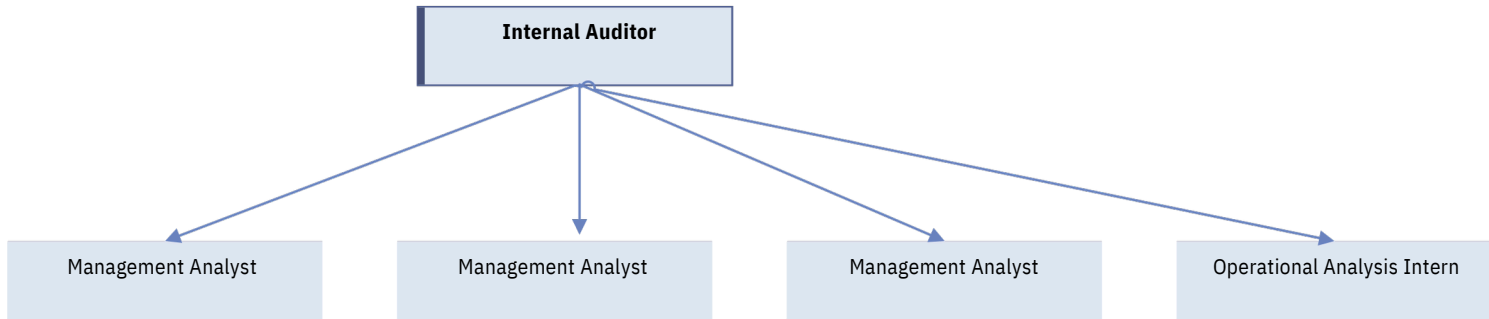 Internal Auditor
Management Analyst
Management Analyst
Management Analyst
Operational Analysis Intern